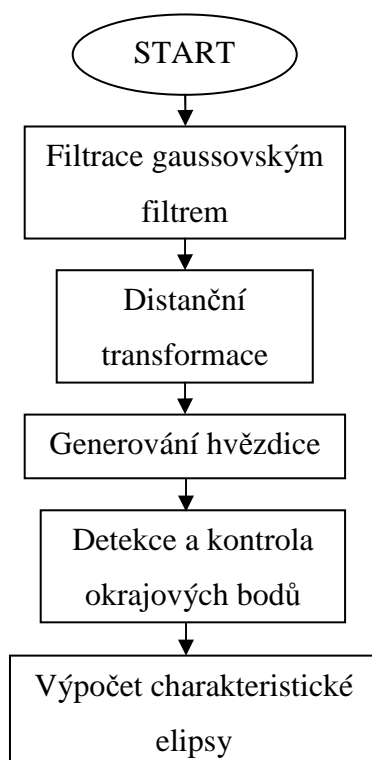 START
Filtrace gaussovským
filtrem
Distanční
transformace
Generování hvězdice
Detekce a kontrola
okrajových bodů
Výpočet charakteristické
elipsy